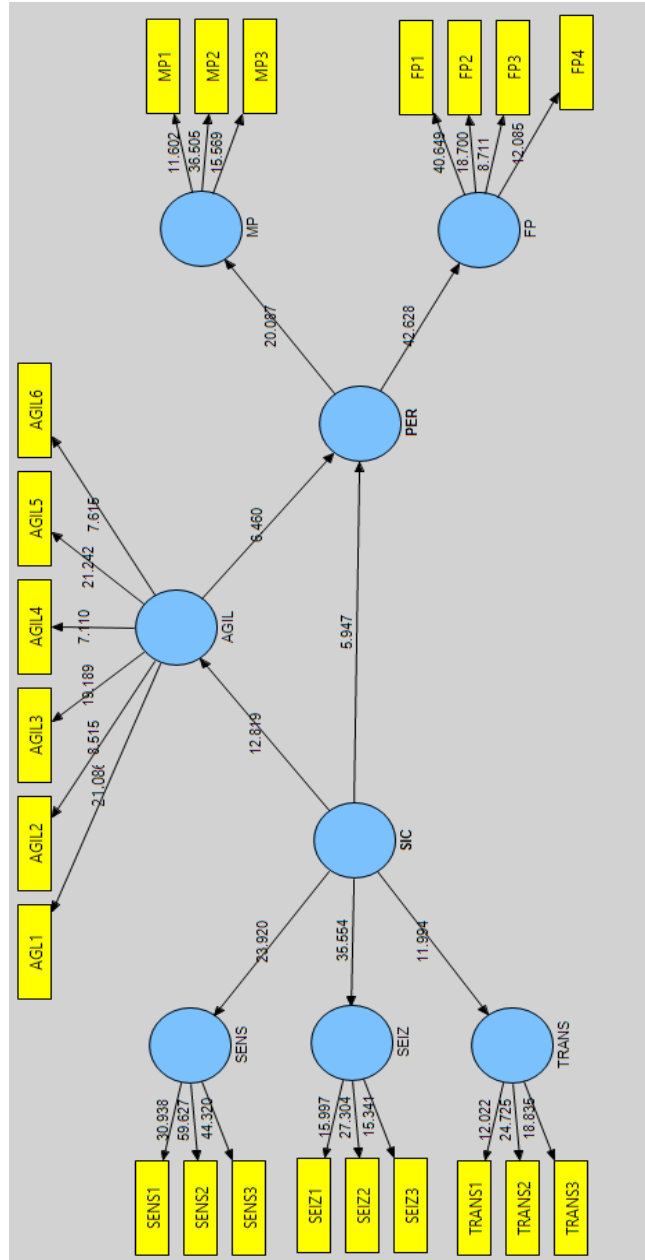 AGL1
AGIL2
AGIL3
AGIL4
AGIL5
AGIL6
8.515
19.189
7.110
21.242
7.615
AGIL
SENS1
SENS2
SENS3
30.938
59.627
44.320
SENS
23.920
12.819
6.460
20.087
MP
11.602
36.505
15.569
MP1
MP2
MP3
SEIZ1
SEIZ2
SEIZ3
15.997
27.304
15.341
SEIZ
35.554
SIC
5.947
PER
42.628
TRANS1
TRANS2
TRANS3
12.022
24.725
18.835
TRANS
11.994
FP
40.649
18.700
8.711
12.085
FP1
FP2
FP3
FP4